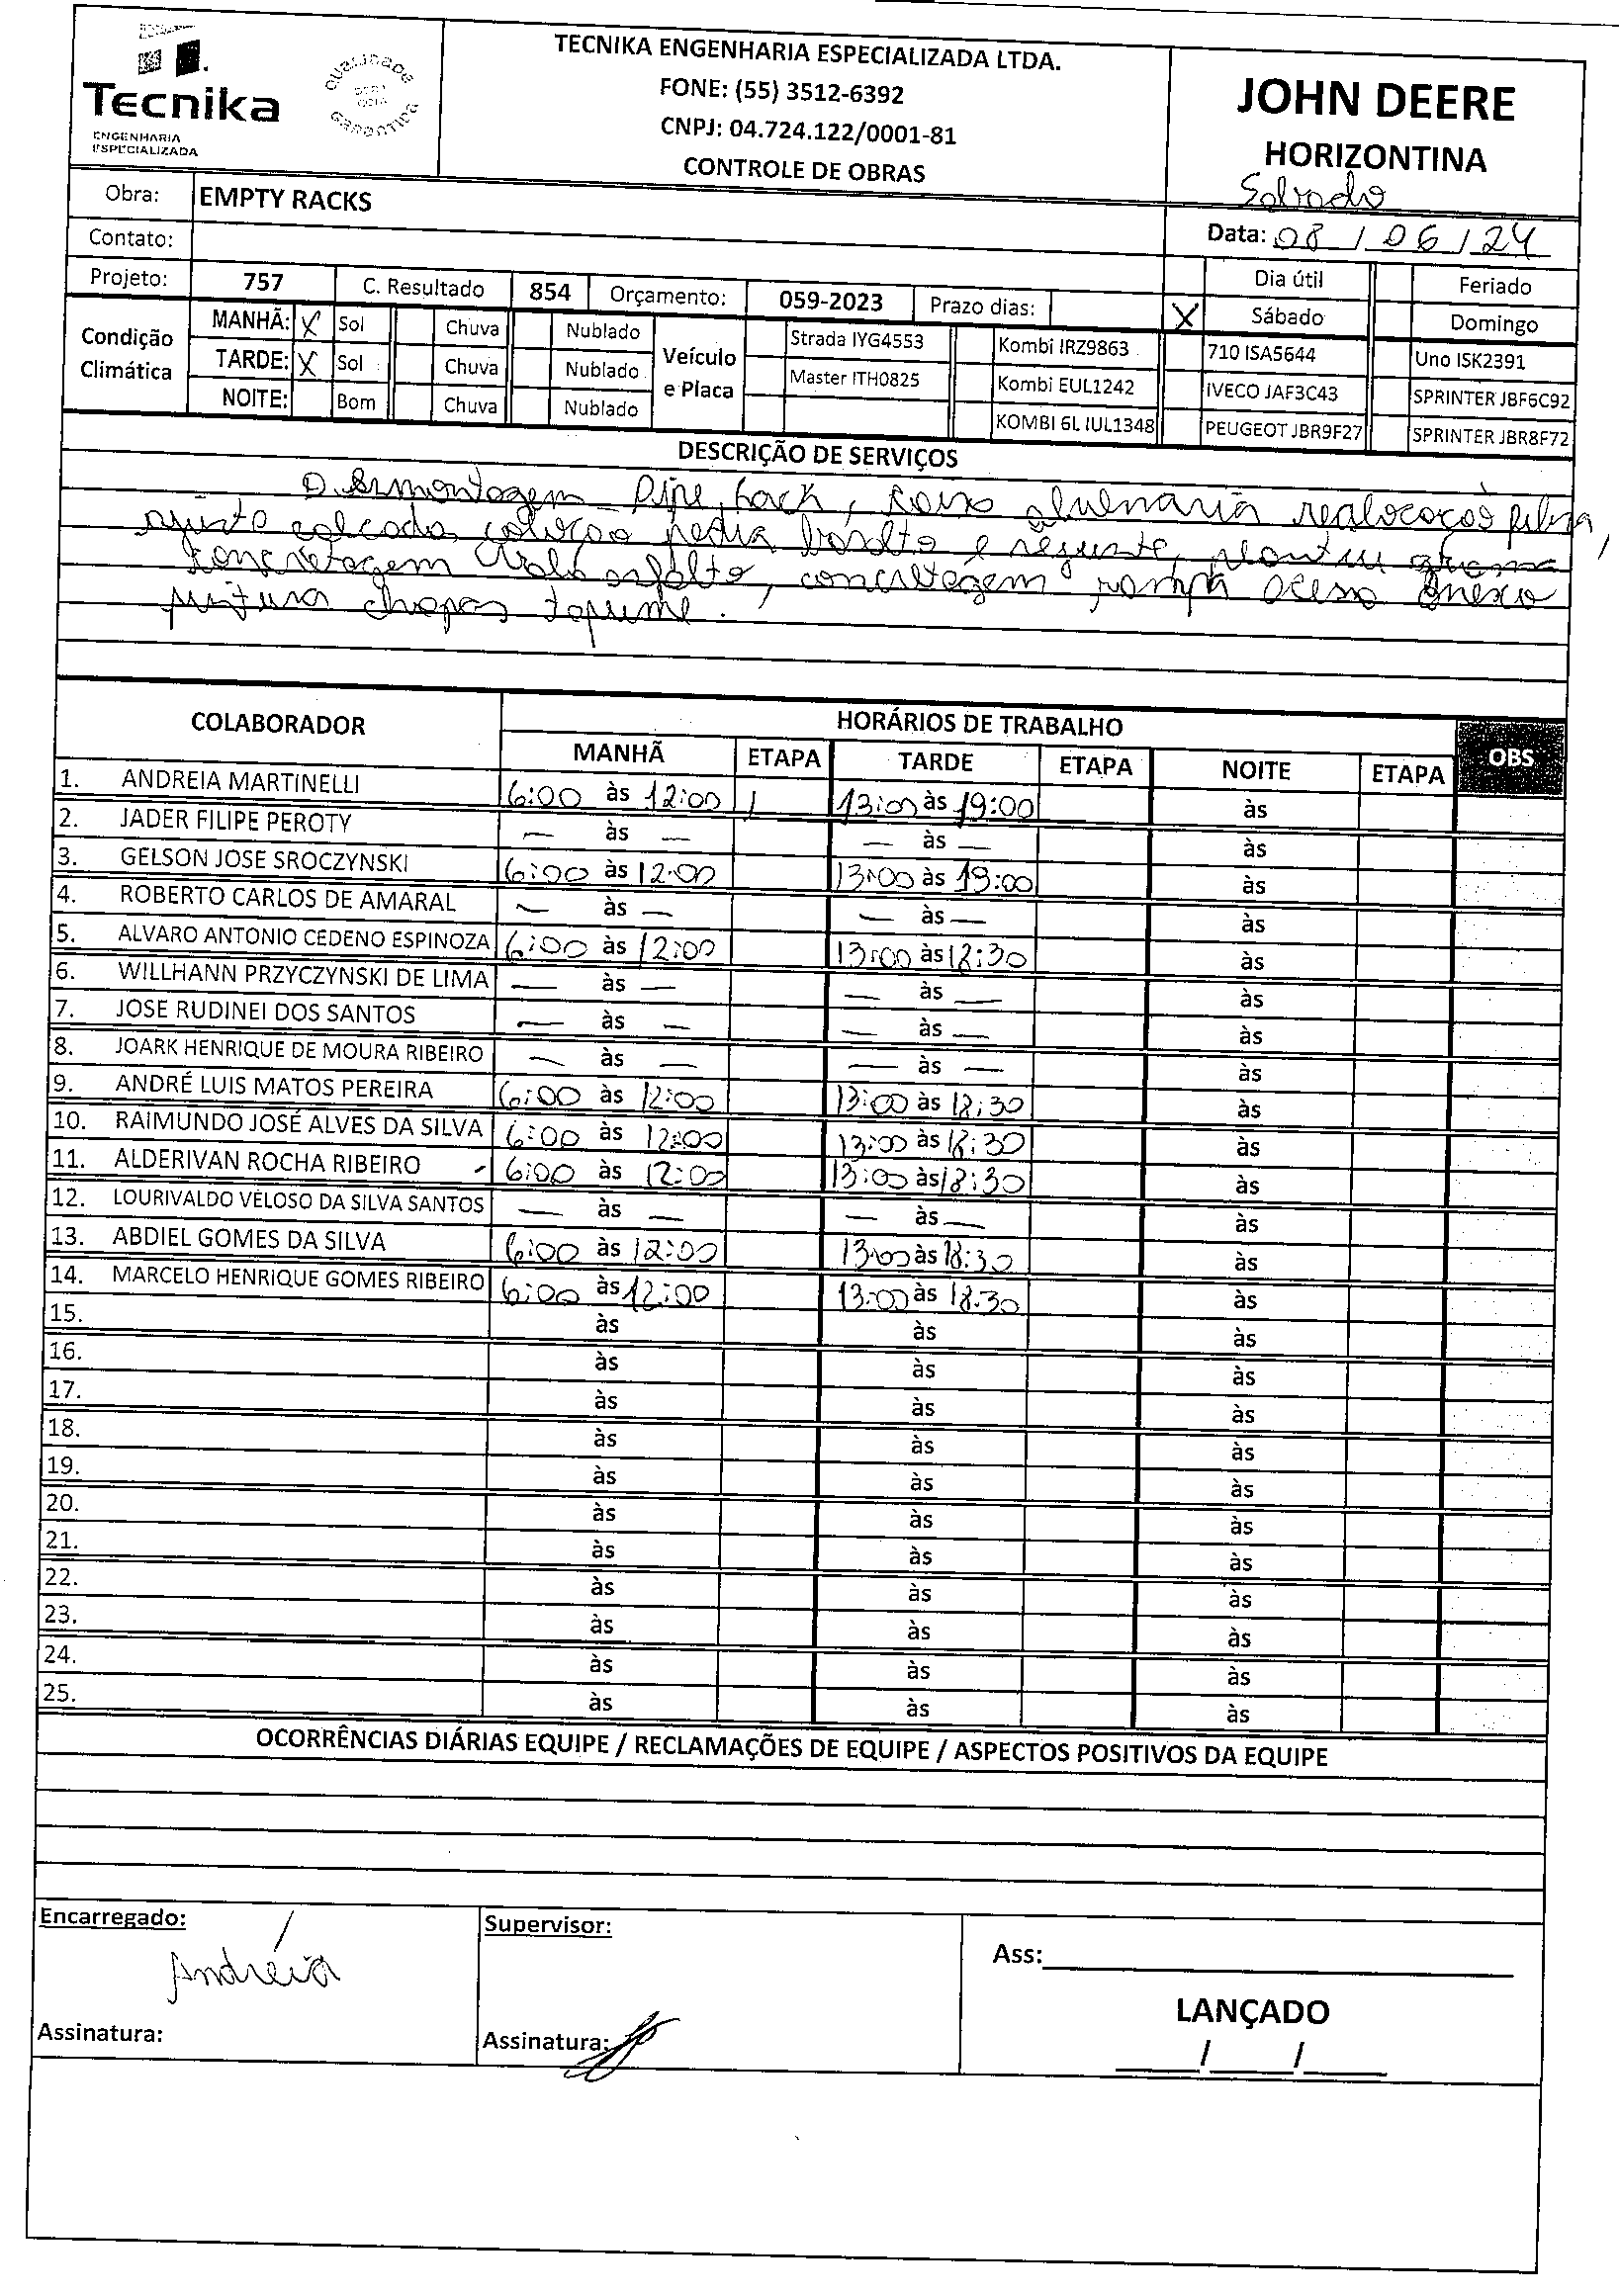 Tecnika
ENGENHARIA
ESPECIALIZADA
QUALIDADE
GARANTIDA
TECNIKA ENGENHARIA ESPECIALIZADA LTDA.
FONE: (55) 3512-6392
CNPJ: 04.724.122/0001-81
CONTROLE DE OBRAS
JOHN DEERE
HORIZONTINA
Obra: EMPTY RACKS
Contato:
Data: 08 / 06 / 24
Projeto: 757 C. Resultado 854 Orçamento: 059-2023 Prazo dias: Dia útil Feriado
X Sábado Domingo
Condição Climática
MANHÃ: X Sol Chuva Nublado
TARDE: X Sol Chuva Nublado
NOITE: Bom Chuva Nublado
Veículo e Placa
Strada IYG4553 Kombi IRZ9863 710 ISA5644 Uno ISK2391
Master ITH0825 Kombi EUL1242 IVECO JAF3C43 SPRINTER JBF6C92
KOMBI 6L IUL1348 PEUGEOT JBR9F27 SPRINTER JBR8F72
DESCRIÇÃO DE SERVIÇOS
Desmontagem Pipe Rack, alvenaria realocação
ajuste calçada, pedra basalto e rejunte,
concretagem asfalto, concretagem rampa acesso anexo
pintura chapas tapume.
COLABORADOR HORÁRIOS DE TRABALHO OBS
MANHÃ ETAPA TARDE ETAPA NOITE ETAPA
1. ANDREIA MARTINELLI 6:00 às 12:00 13:00 às 19:00 às
2. JADER FILIPE PEROTY — às — — às — às
3. GELSON JOSE SROCZYNSKI 6:00 às 12:00 13:00 às 19:00 às
4. ROBERTO CARLOS DE AMARAL — às — — às — às
5. ALVARO ANTONIO CEDENO ESPINOZA 6:00 às 12:00 13:00 às 18:30 às
6. WILLHANN PRZYCZYNSKI DE LIMA — às — — às — às
7. JOSE RUDINEI DOS SANTOS — às — — às — às
8. JOARK HENRIQUE DE MOURA RIBEIRO — às — — às — às
9. ANDRÉ LUIS MATOS PEREIRA 6:00 às 12:00 13:00 às 18:30 às
10. RAIMUNDO JOSÉ ALVES DA SILVA 6:00 às 12:00 13:00 às 18:30 às
11. ALDERIVAN ROCHA RIBEIRO - 6:00 às 12:00 13:00 às 18:30 às
12. LOURIVALDO VELOSO DA SILVA SANTOS — às — — às — às
13. ABDIEL GOMES DA SILVA 6:00 às 12:00 13:00 às 18:30 às
14. MARCELO HENRIQUE GOMES RIBEIRO 6:00 às 12:00 13:00 às 18:30 às
15. às às às
16. às às às
17. às às às
18. às às às
19. às às às
20. às às às
21. às às às
22. às às às
23. às às às
24. às às às
25. às às às
OCORRÊNCIAS DIÁRIAS EQUIPE / RECLAMAÇÕES DE EQUIPE / ASPECTOS POSITIVOS DA EQUIPE
Encarregado: Supervisor:
Andréia
Ass:
LANÇADO
Assinatura: Assinatura:
/ /